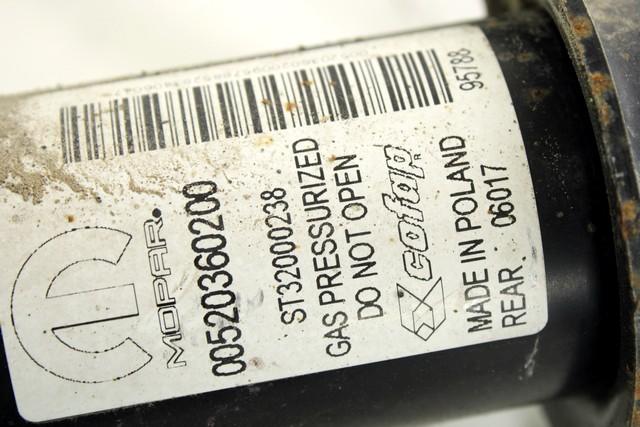 MOPAR.
00520360200
ST32000238
GAS PRESSURIZED
DO NOT OPEN
cofap
MADE IN POLAND
REAR. 06017
95788